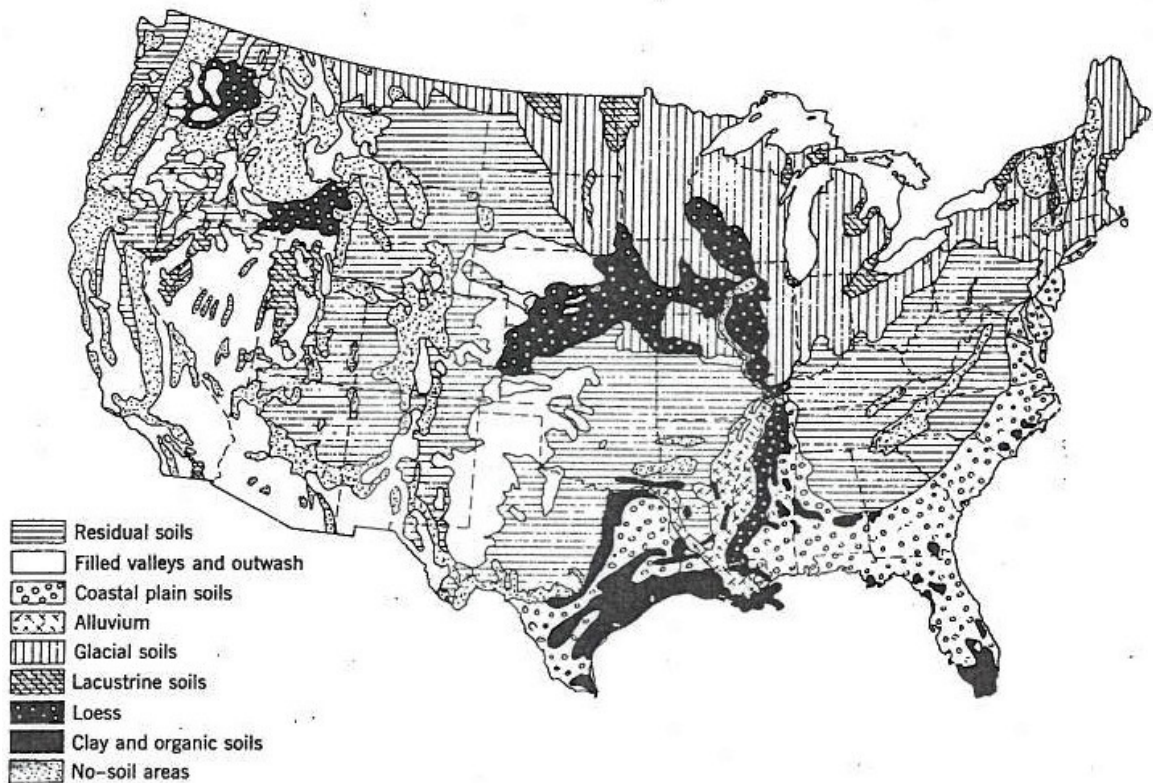 Residual soils
Filled valleys and outwash
Coastal plain soils
Alluvium
Glacial soils
Lacustrine soils
Loess
Clay and organic soils
No-soil areas